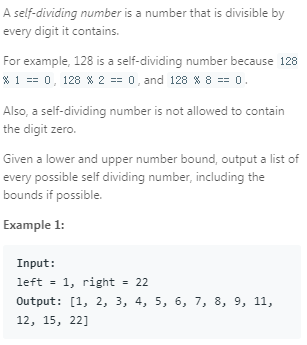 A self-dividing number is a number that is divisible by
every digit it contains.
For example, 128 is a self-dividing number because 128
% 1 == 0, 128 % 2 == 0, and 128 % 8 == 0.
Also, a self-dividing number is not allowed to contain
the digit zero.
Given a lower and upper number bound, output a list of
every possible self dividing number, including the
bounds if possible.
Example 1:
Input:
left = 1, right = 22
Output: [1, 2, 3, 4, 5, 6, 7, 8, 9, 11,
12, 15, 22]